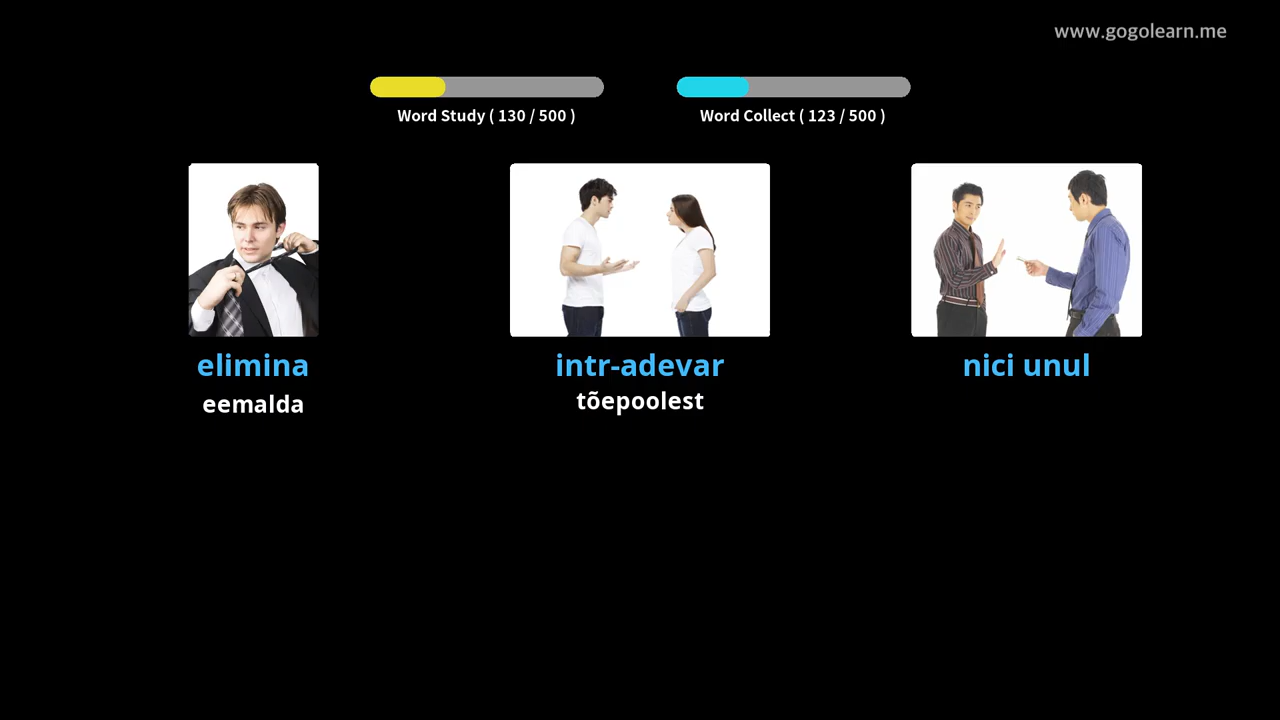 www.gogolearn.me
Word Study ( 130 / 500 )
Word Collect ( 123 / 500 )
elimina
eemalda
intr-adevar
tõepoolest
nici unul